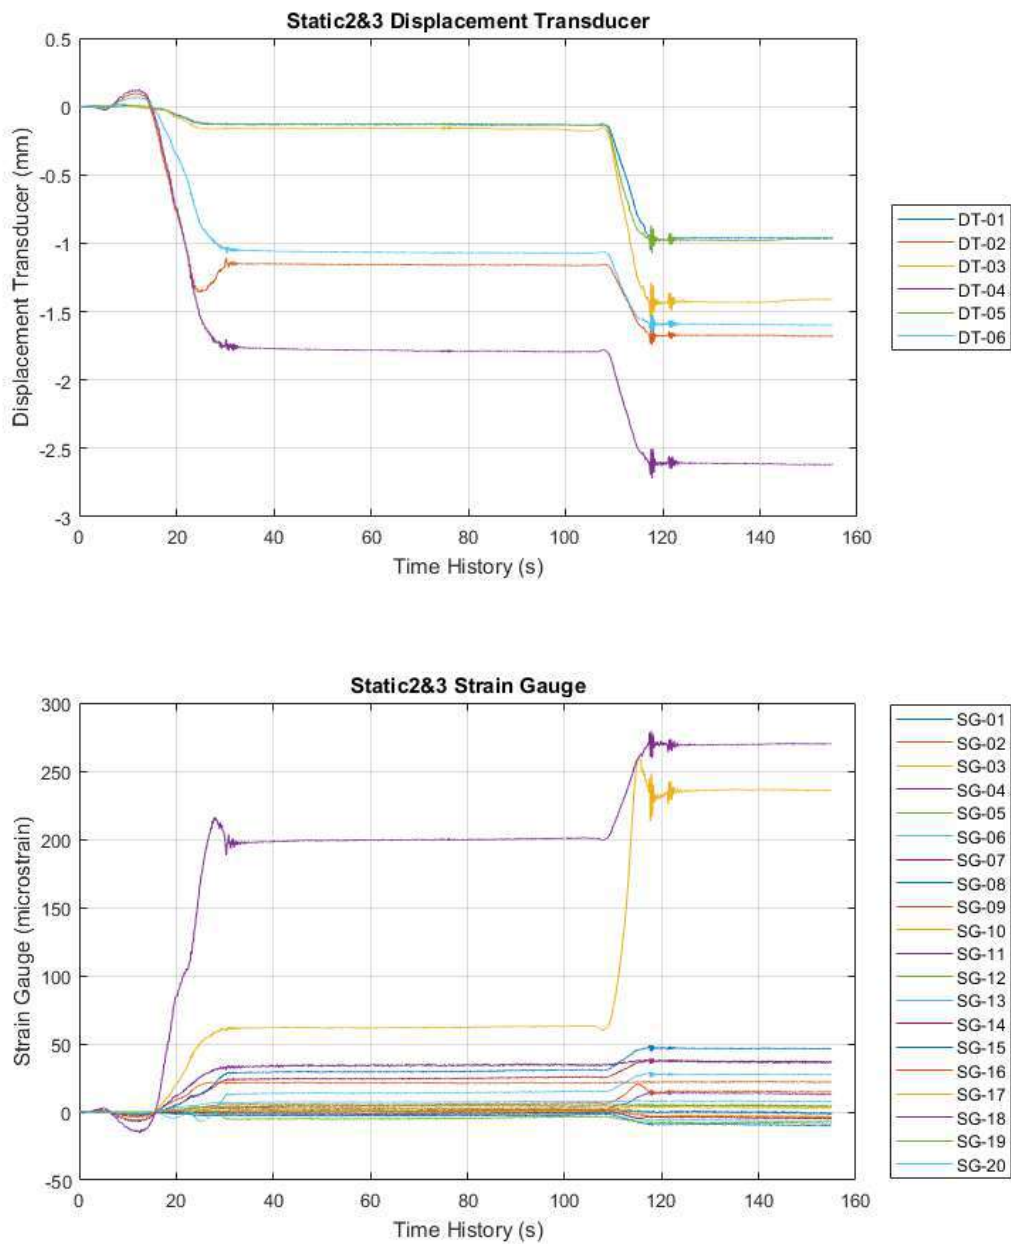 Static2&3 Displacement Transducer
0.5
0
-0.5
-1
-1.5
-2
-2.5
-3
Displacement Transducer (mm)
0 20 40 60 80 100 120 140 160
Time History (s)
DT-01
DT-02
DT-03
DT-04
DT-05
DT-06
Static2&3 Strain Gauge
300
250
200
150
100
50
0
-50
Strain Gauge (microstrain)
0 20 40 60 80 100 120 140 160
Time History (s)
SG-01
SG-02
SG-03
SG-04
SG-05
SG-06
SG-07
SG-08
SG-09
SG-10
SG-11
SG-12
SG-13
SG-14
SG-15
SG-16
SG-17
SG-18
SG-19
SG-20